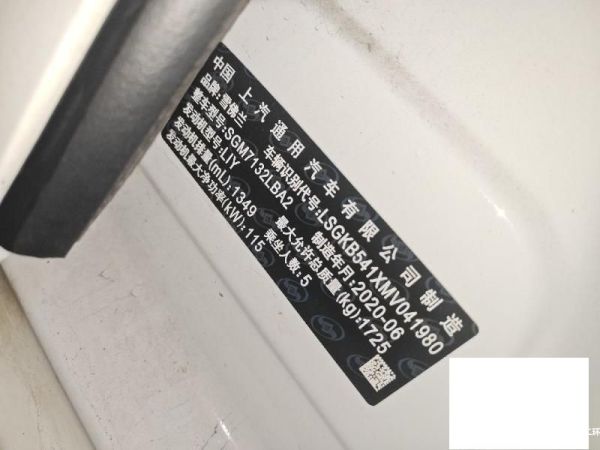 中国 上汽通用汽车有限公司制造
品牌:雪佛兰 车辆识别代号:LSGKB541XMV041980
整车型号:SGM7132LBA2 制造年月:2020-06
发动机型号:LIY 最大允许总质量(kg):1725
发动机排量(mL):1349 乘坐人数:5
发动机最大净功率(kW):115
工环